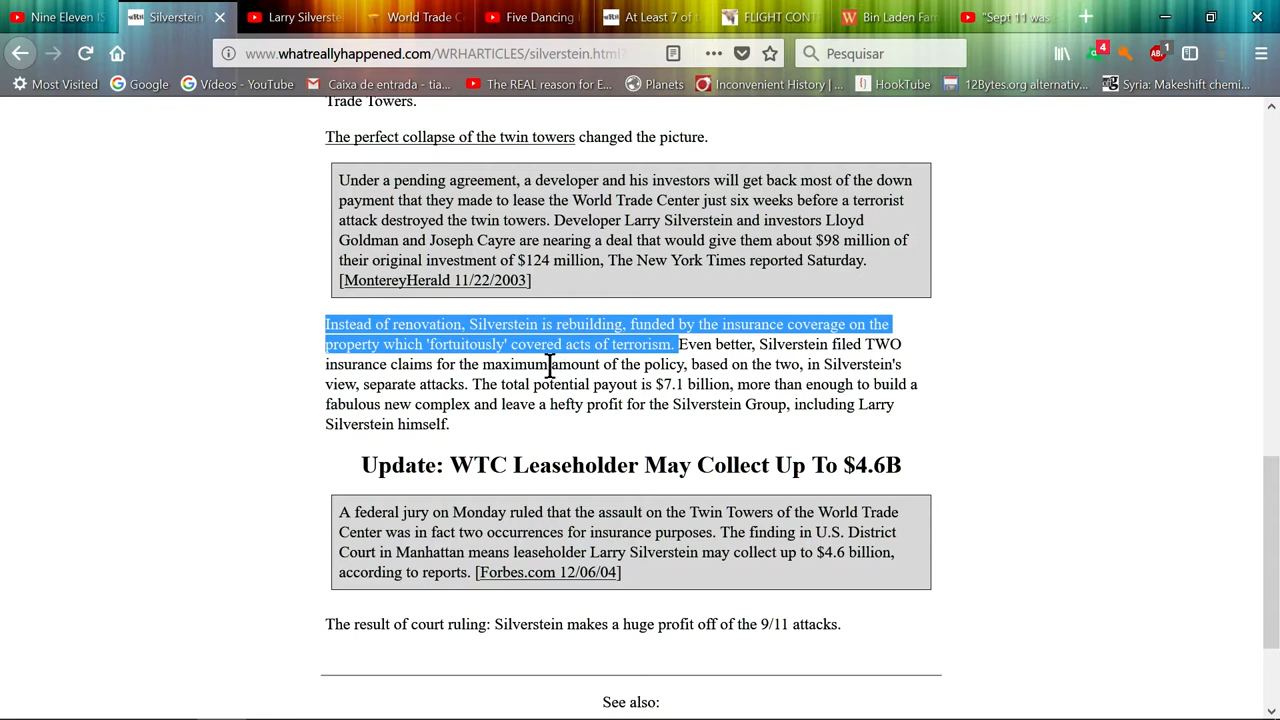 Nine Eleven IS
Silverstein
Larry Silverste
World Trade C
Five Dancing
At Least 7 of t
FLIGHT CONT
Bin Laden Fam
"Sept 11 was
www.whatreallyhappened.com/WRHARTICLES/silverstein.html?
Pesquisar
4
1
Most Visited
Google
Vídeos - YouTube
Caixa de entrada - tia...
The REAL reason for E...
Planets
Inconvenient History | ...
HookTube
12Bytes.org alternativ...
Syria: Makeshift chemi...
Trade Towers.
The perfect collapse of the twin towers changed the picture.
Under a pending agreement, a developer and his investors will get back most of the down
payment that they made to lease the World Trade Center just six weeks before a terrorist
attack destroyed the twin towers. Developer Larry Silverstein and investors Lloyd
Goldman and Joseph Cayre are nearing a deal that would give them about $98 million of
their original investment of $124 million, The New York Times reported Saturday.
[MontereyHerald 11/22/2003]
Instead of renovation, Silverstein is rebuilding, funded by the insurance coverage on the
property which 'fortuitously' covered acts of terrorism. Even better, Silverstein filed TWO
insurance claims for the maximum amount of the policy, based on the two, in Silverstein's
view, separate attacks. The total potential payout is $7.1 billion, more than enough to build a
fabulous new complex and leave a hefty profit for the Silverstein Group, including Larry
Silverstein himself.
Update: WTC Leaseholder May Collect Up To $4.6B
A federal jury on Monday ruled that the assault on the Twin Towers of the World Trade
Center was in fact two occurrences for insurance purposes. The finding in U.S. District
Court in Manhattan means leaseholder Larry Silverstein may collect up to $4.6 billion,
according to reports. [Forbes.com 12/06/04]
The result of court ruling: Silverstein makes a huge profit off of the 9/11 attacks.
See also: